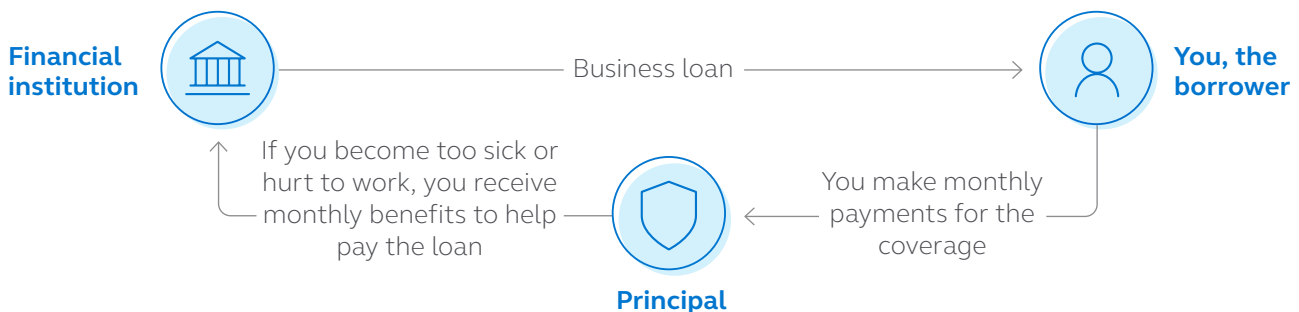 Financial
institution
Business loan
You, the
borrower
If you become too sick or
hurt to work, you receive
monthly benefits to help
pay the loan
You make monthly
payments for the
coverage
Principal